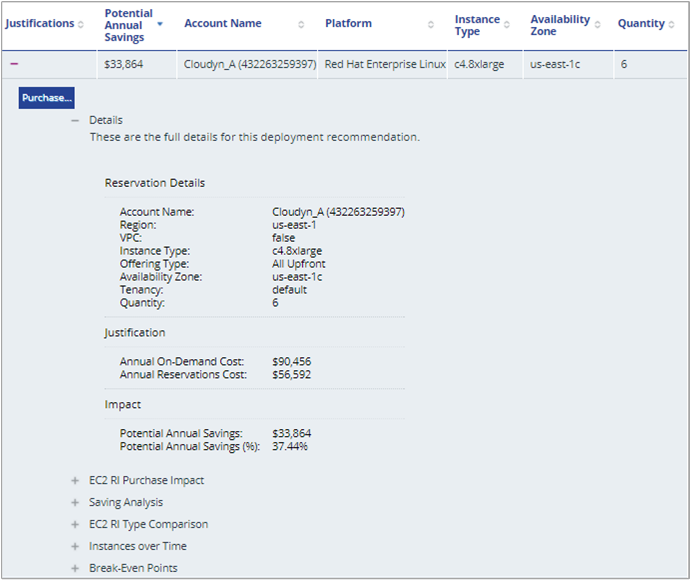 Justifications Potential Annual Savings Account Name Platform Instance Type Availability Zone Quantity
$33,864 Cloudyn_A (432263259397) Red Hat Enterprise Linux c4.8xlarge us-east-1c 6
Purchase...
Details
These are the full details for this deployment recommendation.
Reservation Details
Account Name: Cloudyn_A (432263259397)
Region: us-east-1
VPC: false
Instance Type: c4.8xlarge
Offering Type: All Upfront
Availability Zone: us-east-1c
Tenancy: default
Quantity: 6
Justification
Annual On-Demand Cost: $90,456
Annual Reservations Cost: $56,592
Impact
Potential Annual Savings: $33,864
Potential Annual Savings (%): 37.44%
EC2 RI Purchase Impact
Saving Analysis
EC2 RI Type Comparison
Instances over Time
Break-Even Points